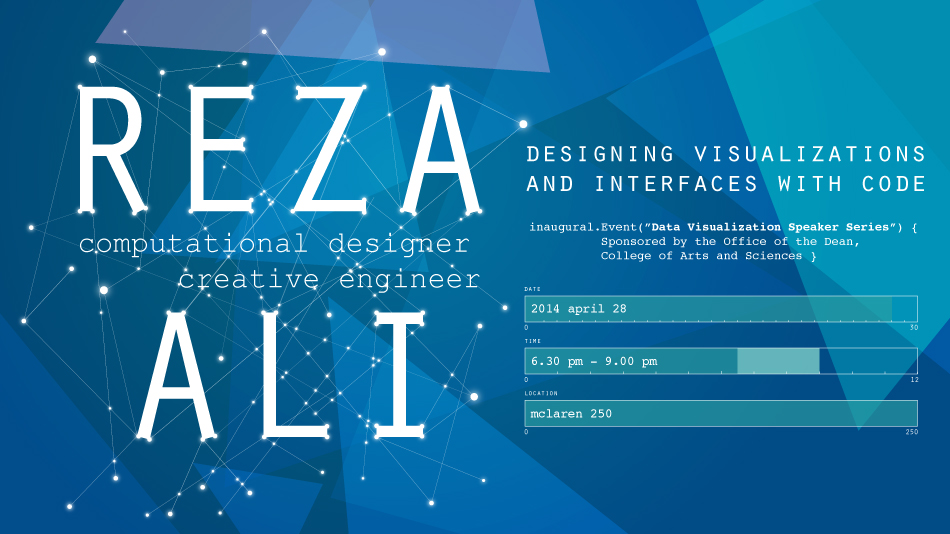 REZA
computational designer
creative engineer
ALI
DESIGNING VISUALIZATIONS
AND INTERFACES WITH CODE
inaugural.Event("Data Visualization Speaker Series") {
Sponsored by the Office of the Dean,
College of Arts and Sciences }
DATE
2014 april 28
0 30
TIME
6.30 pm - 9.00 pm
0 12
LOCATION
mclaren 250
0 250